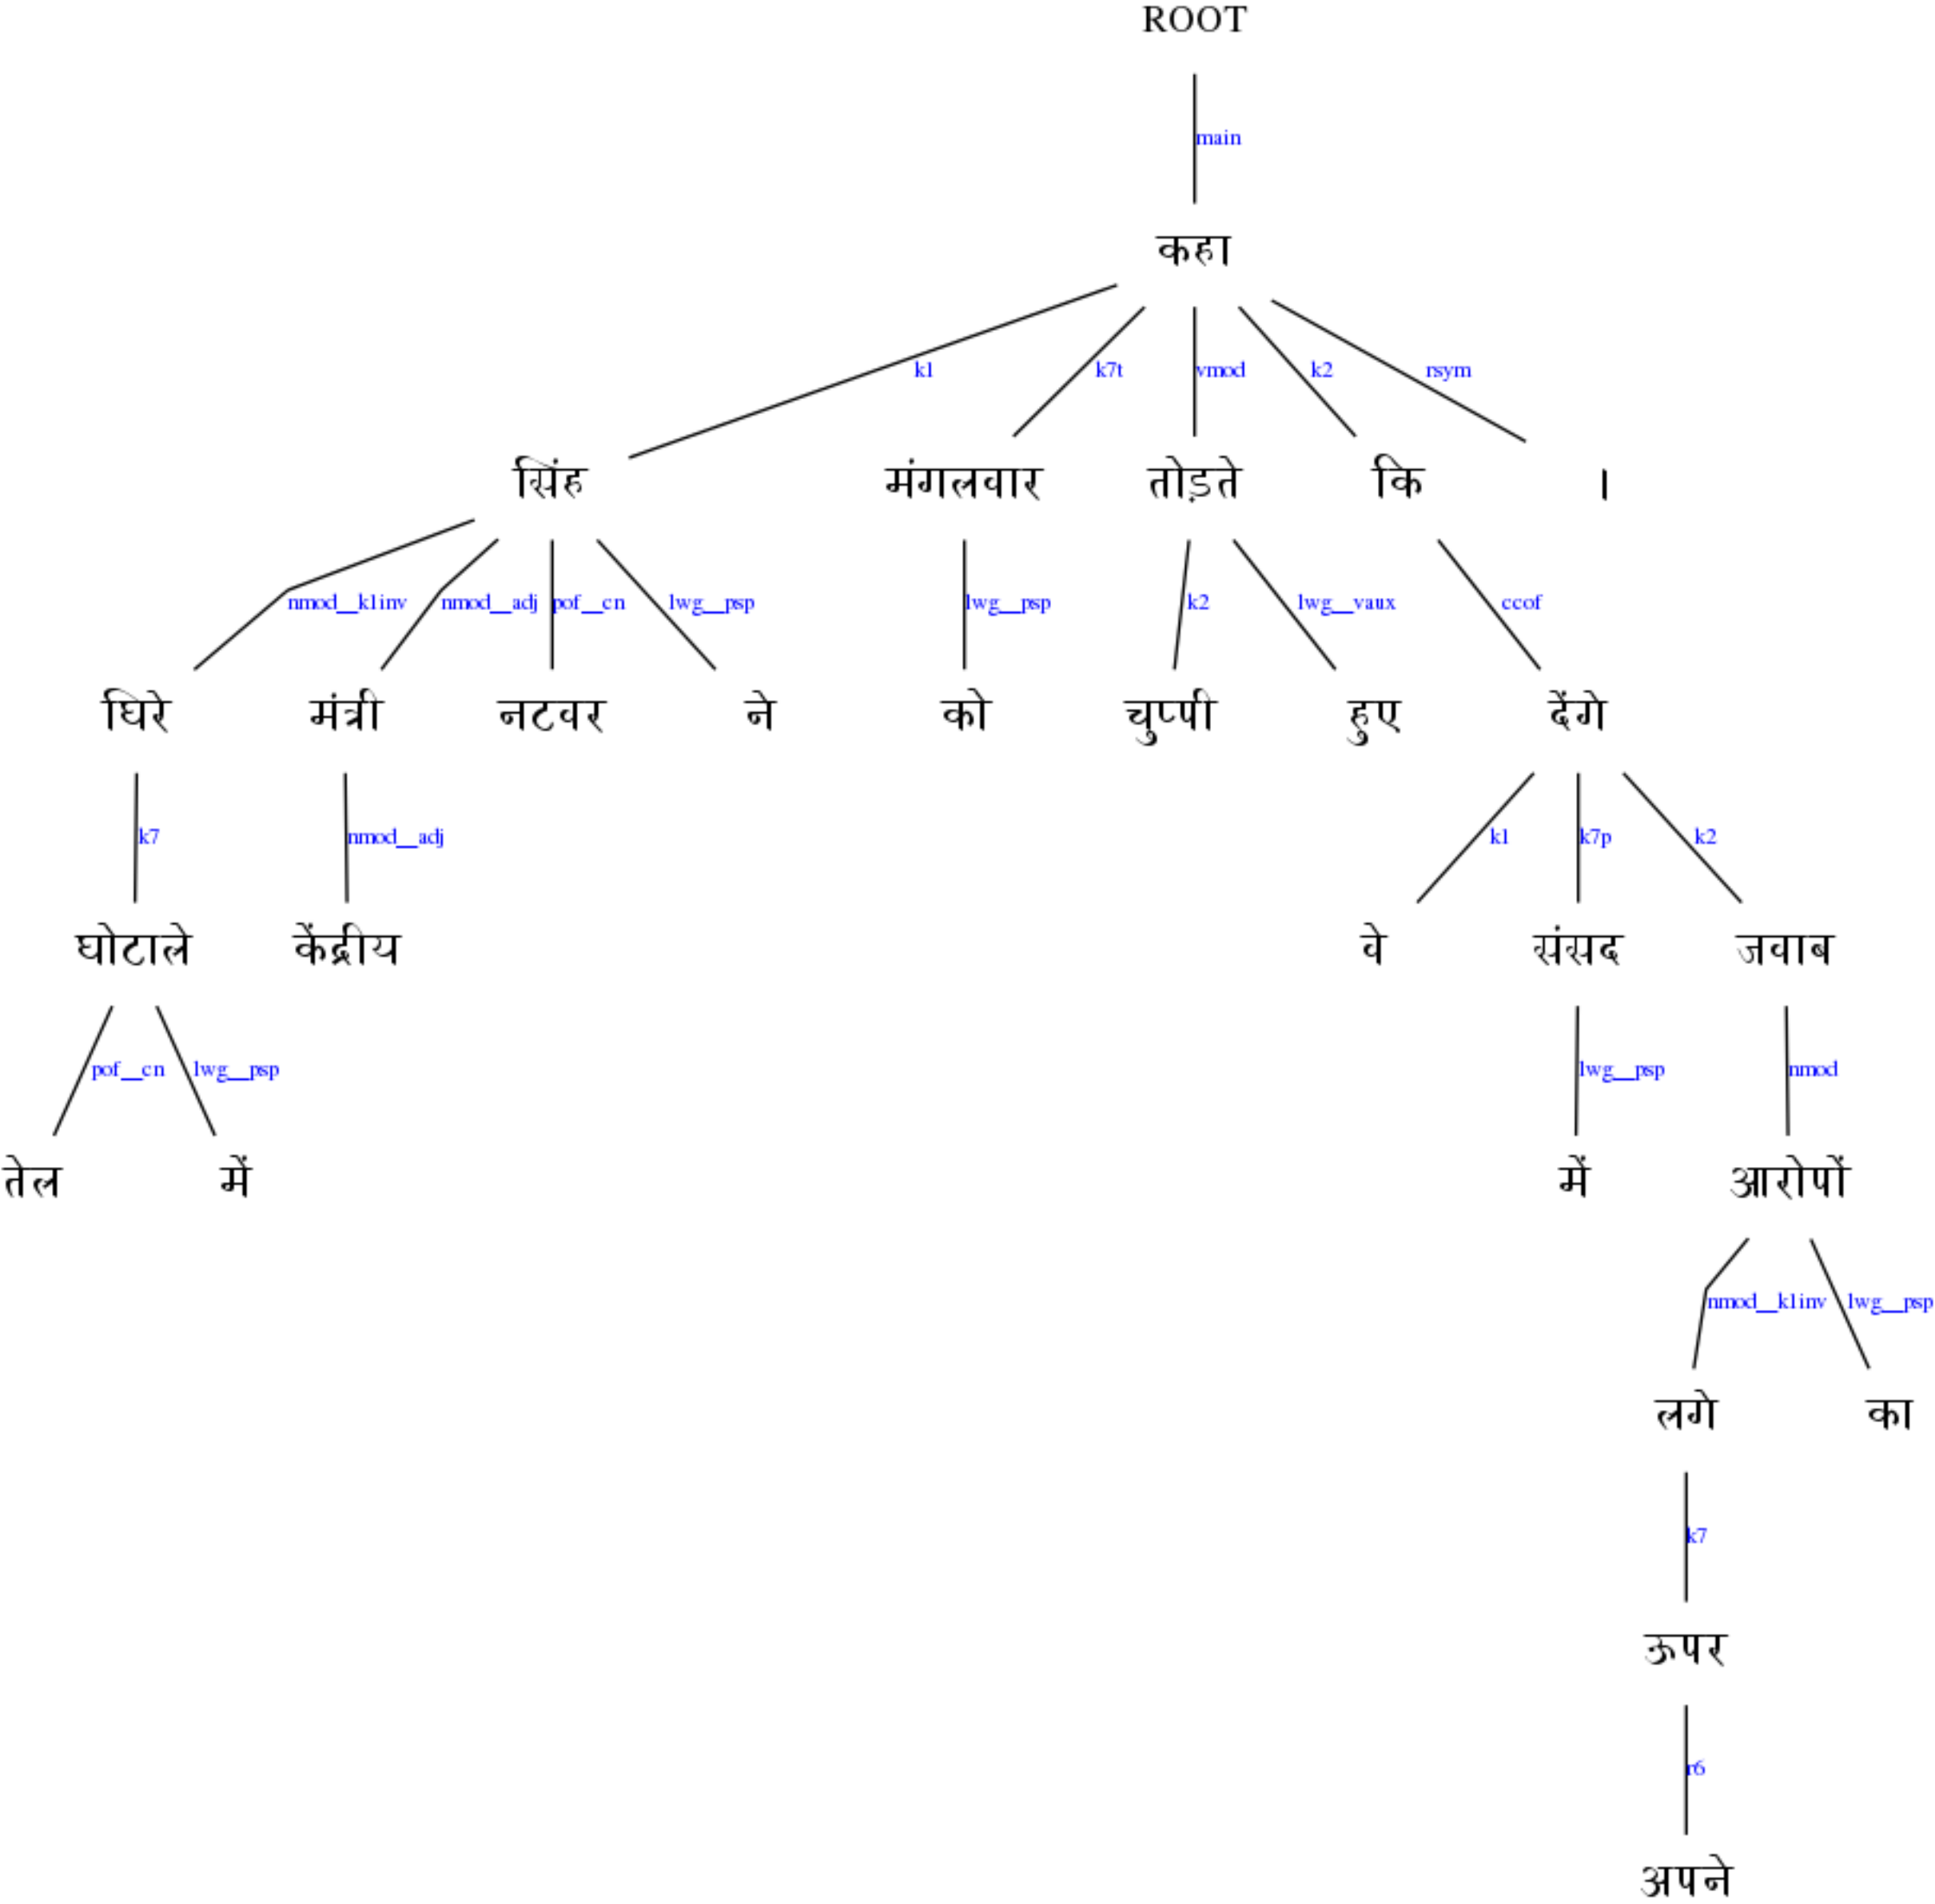 ROOT
main
कहा
k1 k7t vmod k2 rsym
सिंह मंगलवार तोड़ते कि ।
nmod__k1inv nmod__adj pof__cn lwg__psp lwg__psp k2 lwg__vaux ccof
घिरे मंत्री नटवर ने को चुप्पी हुए देंगे
k7 nmod__adj k1 k7p k2
घोटाले केंद्रीय वे संसद जवाब
pof__cn lwg__psp lwg__psp nmod
तेल में में आरोपों
nmod__k1inv lwg__psp
लगे का
k7
ऊपर
r6
अपने